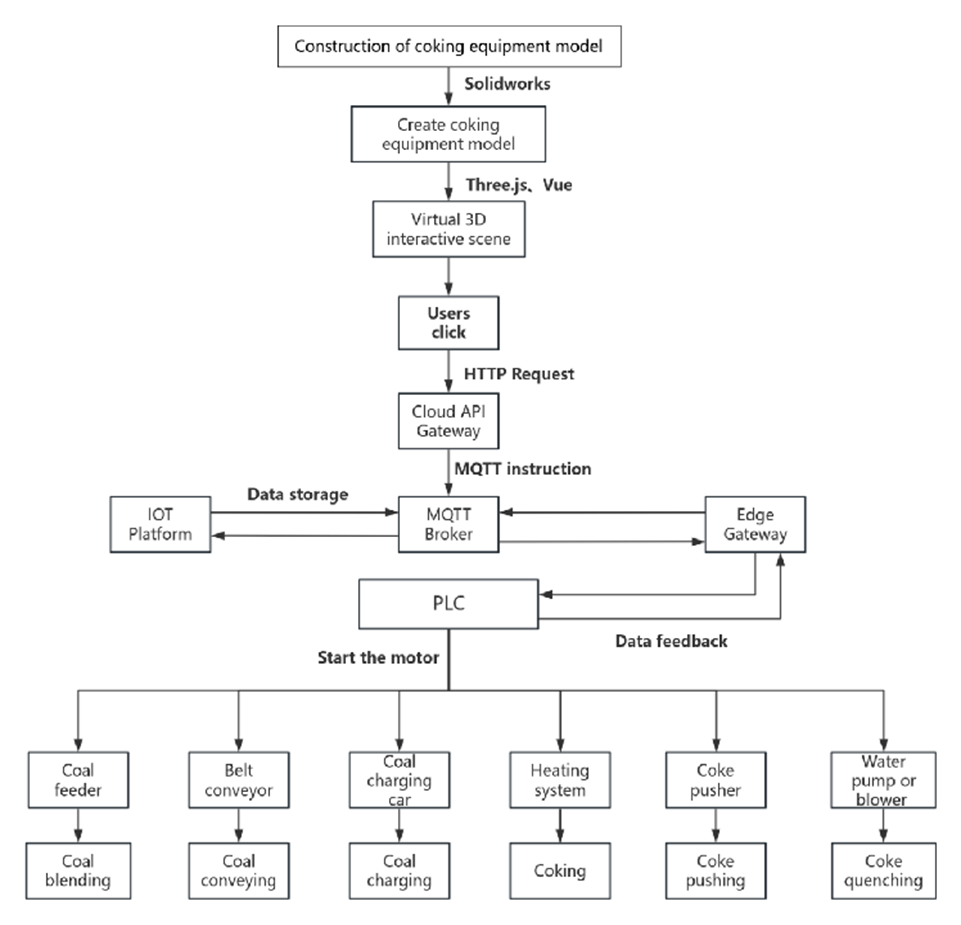 Construction of coking equipment model
Solidworks
Create coking
equipment model
Three.js、Vue
Virtual 3D
interactive scene
Users
click
HTTP Request
Cloud API
Gateway
MQTT instruction
Data storage
IOT
Platform
MQTT
Broker
Edge
Gateway
PLC
Data feedback
Start the motor
Coal
feeder
Belt
conveyor
Coal
charging
car
Heating
system
Coke
pusher
Water
pump or
blower
Coal
blending
Coal
conveying
Coal
charging
Coking
Coke
pushing
Coke
quenching